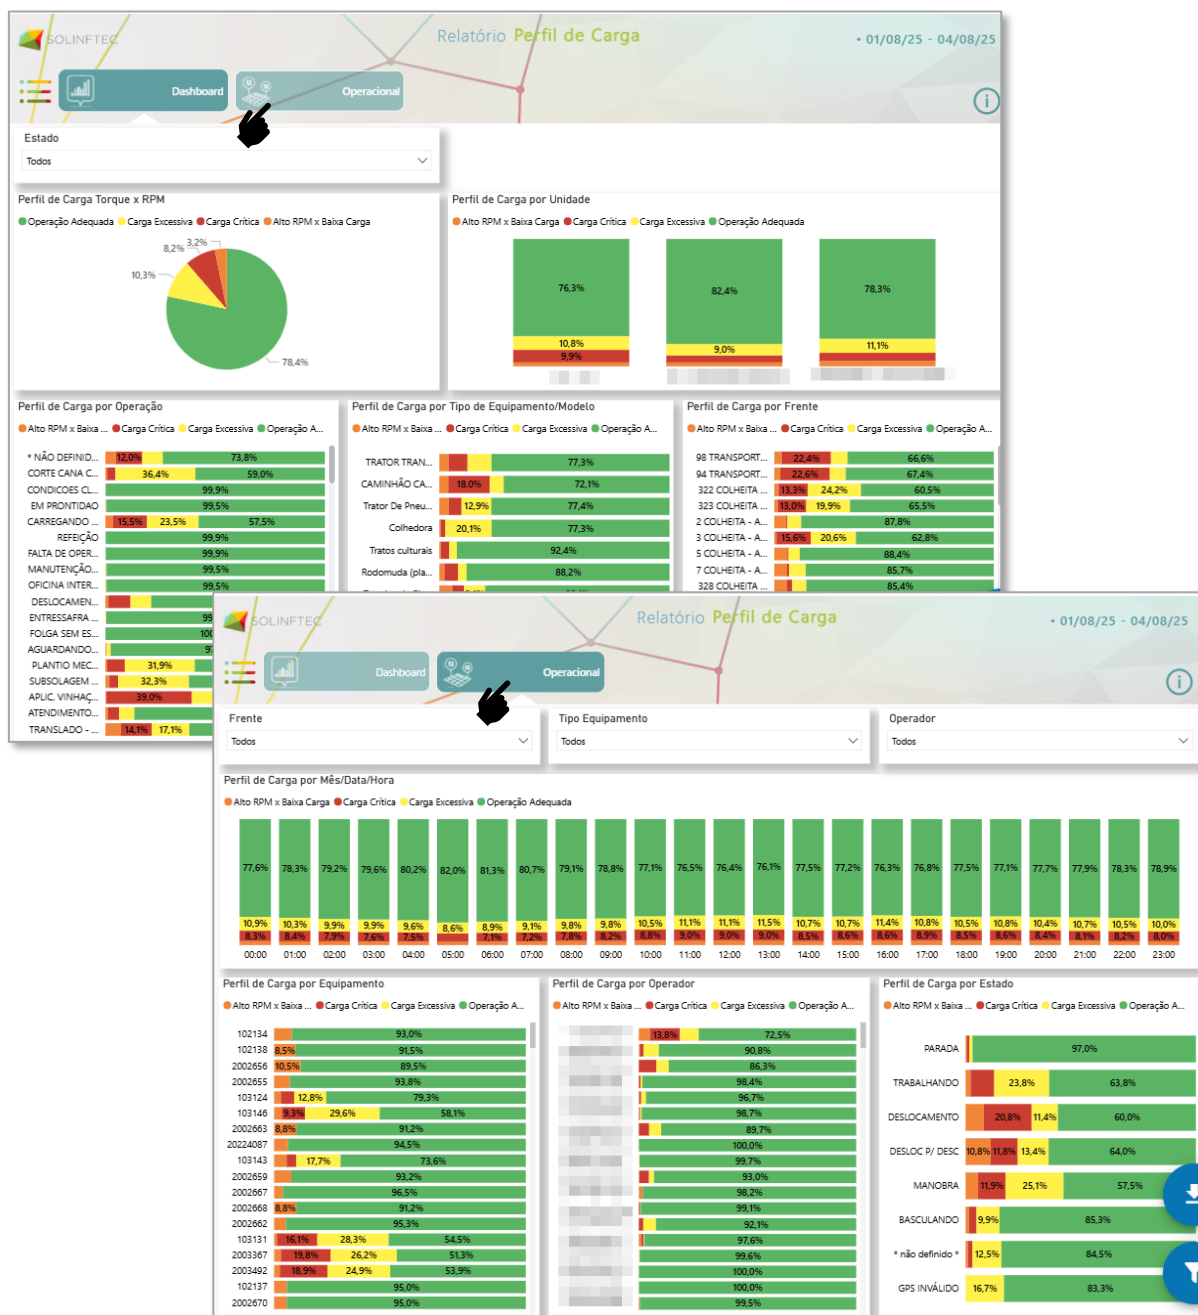 SOLINFTEC
Relatório Perfil de Carga
• 01/08/25 - 04/08/25
Dashboard
Operacional
i
Estado
Todos
Perfil de Carga Torque x RPM
Operação Adequada Carga Excessiva Carga Crítica Alto RPM x Baixa Carga
3,2%
8,2%
10,3%
78,4%
Perfil de Carga por Unidade
Alto RPM x Baixa Carga Carga Crítica Carga Excessiva Operação Adequada
76,3% 82,4% 78,3%
10,8% 9,0% 11,1%
9,9%
Perfil de Carga por Operação
Alto RPM x Baixa ... Carga Crítica Carga Excessiva Operação A...
* NÃO DEFINID... 12,0% 73,8%
CORTE CANA C... 36,4% 59,0%
CONDICOES CL... 99,9%
EM PRONTIDAO 99,5%
CARREGANDO ... 15,5% 23,5% 57,5%
REFEIÇÃO 99,9%
FALTA DE OPER... 99,9%
MANUTENÇÃO... 99,5%
OFICINA INTER... 99,5%
DESLOCAMEN...
ENTRESSAFRA ... 99
FOLGA SEM ES... 100
AGUARDANDO... 97
PLANTIO MEC... 31,9%
SUBSOLAGEM ... 32,3%
APLIC. VINHAÇ... 39,0%
ATENDIMENTO...
TRANSLADO - ... 14,1% 17,1%
Perfil de Carga por Tipo de Equipamento/Modelo
Alto RPM x Baixa ... Carga Crítica Carga Excessiva Operação A...
TRATOR TRAN... 77,3%
CAMINHÃO CA... 18,0% 72,1%
Trator De Pneu... 12,9% 77,4%
Colhedora 20,1% 77,3%
Tratos culturais 92,4%
Rodomuda (pla... 88,2%
Perfil de Carga por Frente
Alto RPM x Baixa ... Carga Crítica Carga Excessiva Operação A...
98 TRANSPORT... 22,4% 66,6%
94 TRANSPORT... 22,6% 67,4%
322 COLHEITA ... 13,3% 24,2% 60,5%
323 COLHEITA ... 13,0% 19,9% 65,5%
2 COLHEITA - A... 87,8%
3 COLHEITA - A... 15,6% 20,6% 62,8%
5 COLHEITA - A... 88,4%
7 COLHEITA - A... 85,7%
328 COLHEITA ... 85,4%
SOLINFTEC
Relatório Perfil de Carga
• 01/08/25 - 04/08/25
Dashboard
Operacional
i
Frente
Todos
Tipo Equipamento
Todos
Operador
Todos
Perfil de Carga por Mês/Data/Hora
Alto RPM x Baixa Carga Carga Crítica Carga Excessiva Operação Adequada
77,6% 78,3% 79,2% 79,6% 80,2% 82,0% 81,3% 80,7% 79,1% 78,8% 77,1% 76,5% 76,4% 76,1% 77,5% 77,2% 76,3% 76,8% 77,5% 77,1% 77,7% 77,9% 78,3% 78,9%
10,9% 10,3% 9,9% 9,9% 9,6% 8,6% 8,9% 9,1% 9,8% 9,8% 10,5% 11,1% 11,1% 11,5% 10,7% 10,7% 11,4% 10,8% 10,5% 10,8% 10,4% 10,7% 10,5% 10,0%
8,3% 8,4% 7,9% 7,6% 7,5% 7,1% 7,2% 7,8% 8,2% 8,8% 9,0% 9,0% 9,0% 8,5% 8,6% 8,6% 8,9% 8,5% 8,6% 8,4% 8,1% 8,2% 8,0%
00:00 01:00 02:00 03:00 04:00 05:00 06:00 07:00 08:00 09:00 10:00 11:00 12:00 13:00 14:00 15:00 16:00 17:00 18:00 19:00 20:00 21:00 22:00 23:00
Perfil de Carga por Equipamento
Alto RPM x Baixa ... Carga Crítica Carga Excessiva Operação A...
102134 93,0%
102138 8,5% 91,5%
2002656 10,5% 89,5%
2002655 93,8%
103124 12,8% 79,3%
103146 9,3% 29,6% 58,1%
2002663 8,8% 91,2%
20224087 94,5%
103143 17,7% 73,6%
2002659 93,2%
2002667 96,5%
2002668 8,8% 91,2%
2002662 95,3%
103131 16,1% 28,3% 54,5%
2003367 19,8% 26,2% 51,3%
2003492 18,9% 24,9% 53,9%
102137 95,0%
2002670 95,0%
Perfil de Carga por Operador
Alto RPM x Baixa ... Carga Crítica Carga Excessiva Operação A...
13,8% 72,5%
90,8%
86,3%
98,4%
96,7%
98,7%
89,7%
100,0%
99,7%
93,0%
98,2%
99,1%
92,1%
97,6%
99,6%
100,0%
100,0%
99,5%
Perfil de Carga por Estado
Alto RPM x Baixa ... Carga Crítica Carga Excessiva Operação A...
PARADA 97,0%
TRABALHANDO 23,8% 63,8%
DESLOCAMENTO 20,8% 11,4% 60,0%
DESLOC P/ DESC 10,8% 11,8% 13,4% 64,0%
MANOBRA 11,9% 25,1% 57,5%
BASCULANDO 9,9% 85,3%
* não definido * 12,5% 84,5%
GPS INVÁLIDO 16,7% 83,3%